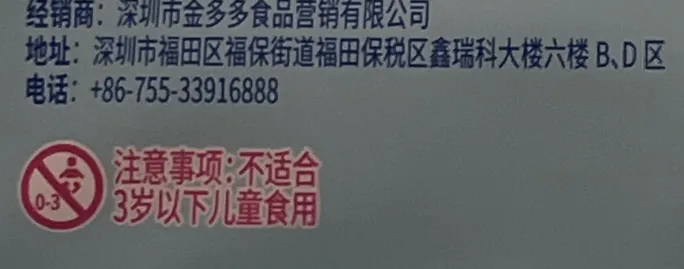 经销商：深圳市金多多食品营销有限公司
地址：深圳市福田区福保街道福田保税区鑫瑞科大楼六楼 B、D 区
电话：+86-755-33916888
0-3
注意事项：不适合
3岁以下儿童食用